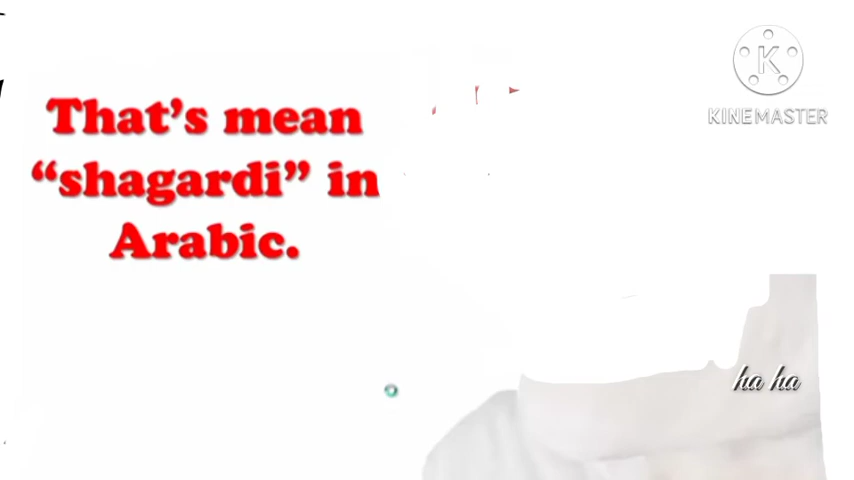 That's mean
“shagardi” in
Arabic.
KINEMASTER
ha ha